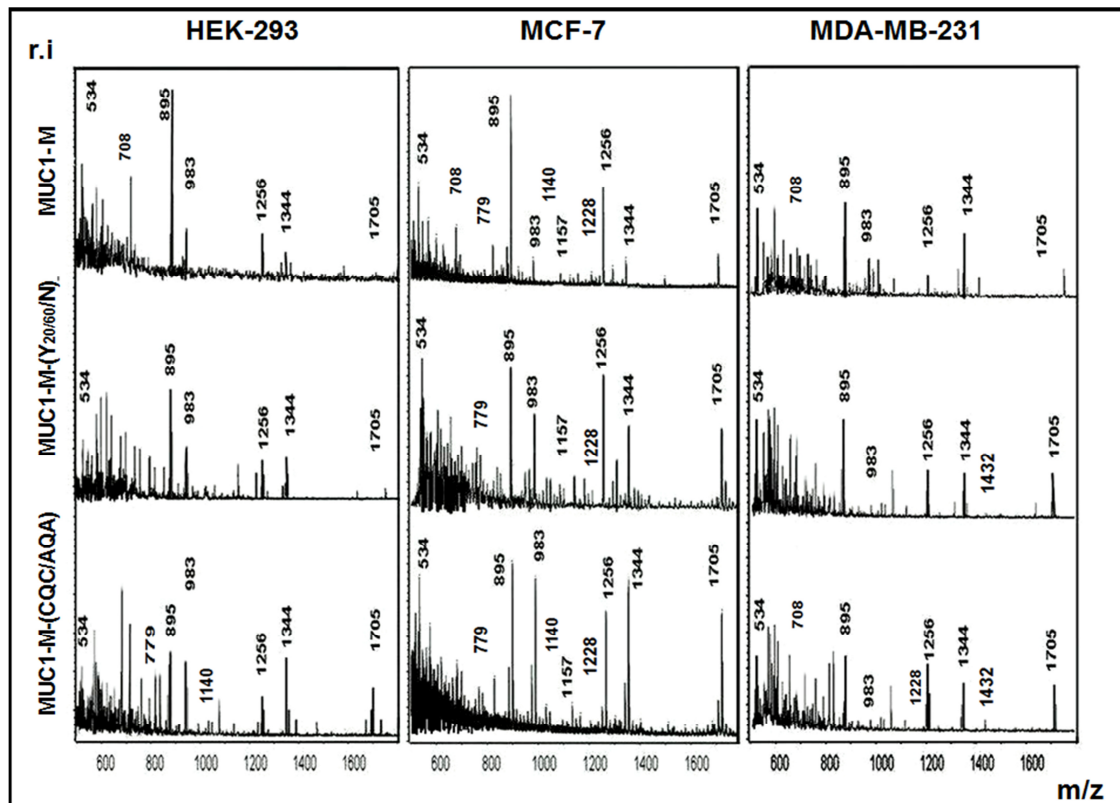 HEK-293 MCF-7 MDA-MB-231
r.i
MUC1-M
534 708 895 983 1256 1344 1705
534 708 779 895 983 1140 1157 1228 1256 1344 1705
534 708 895 983 1256 1344 1705
MUC1-M-(Y20/60/N)
534 895 983 1256 1344 1705
534 779 895 983 1157 1228 1256 1344 1705
534 895 983 1256 1344 1432 1705
MUC1-M-(CQC/AQA)
534 779 895 983 1140 1256 1344 1705
534 779 895 983 1140 1157 1228 1256 1344 1705
534 708 895 983 1228 1256 1344 1432 1705
600 800 1000 1200 1400 1600
600 800 1000 1200 1400 1600
600 800 1000 1200 1400 1600
m/z